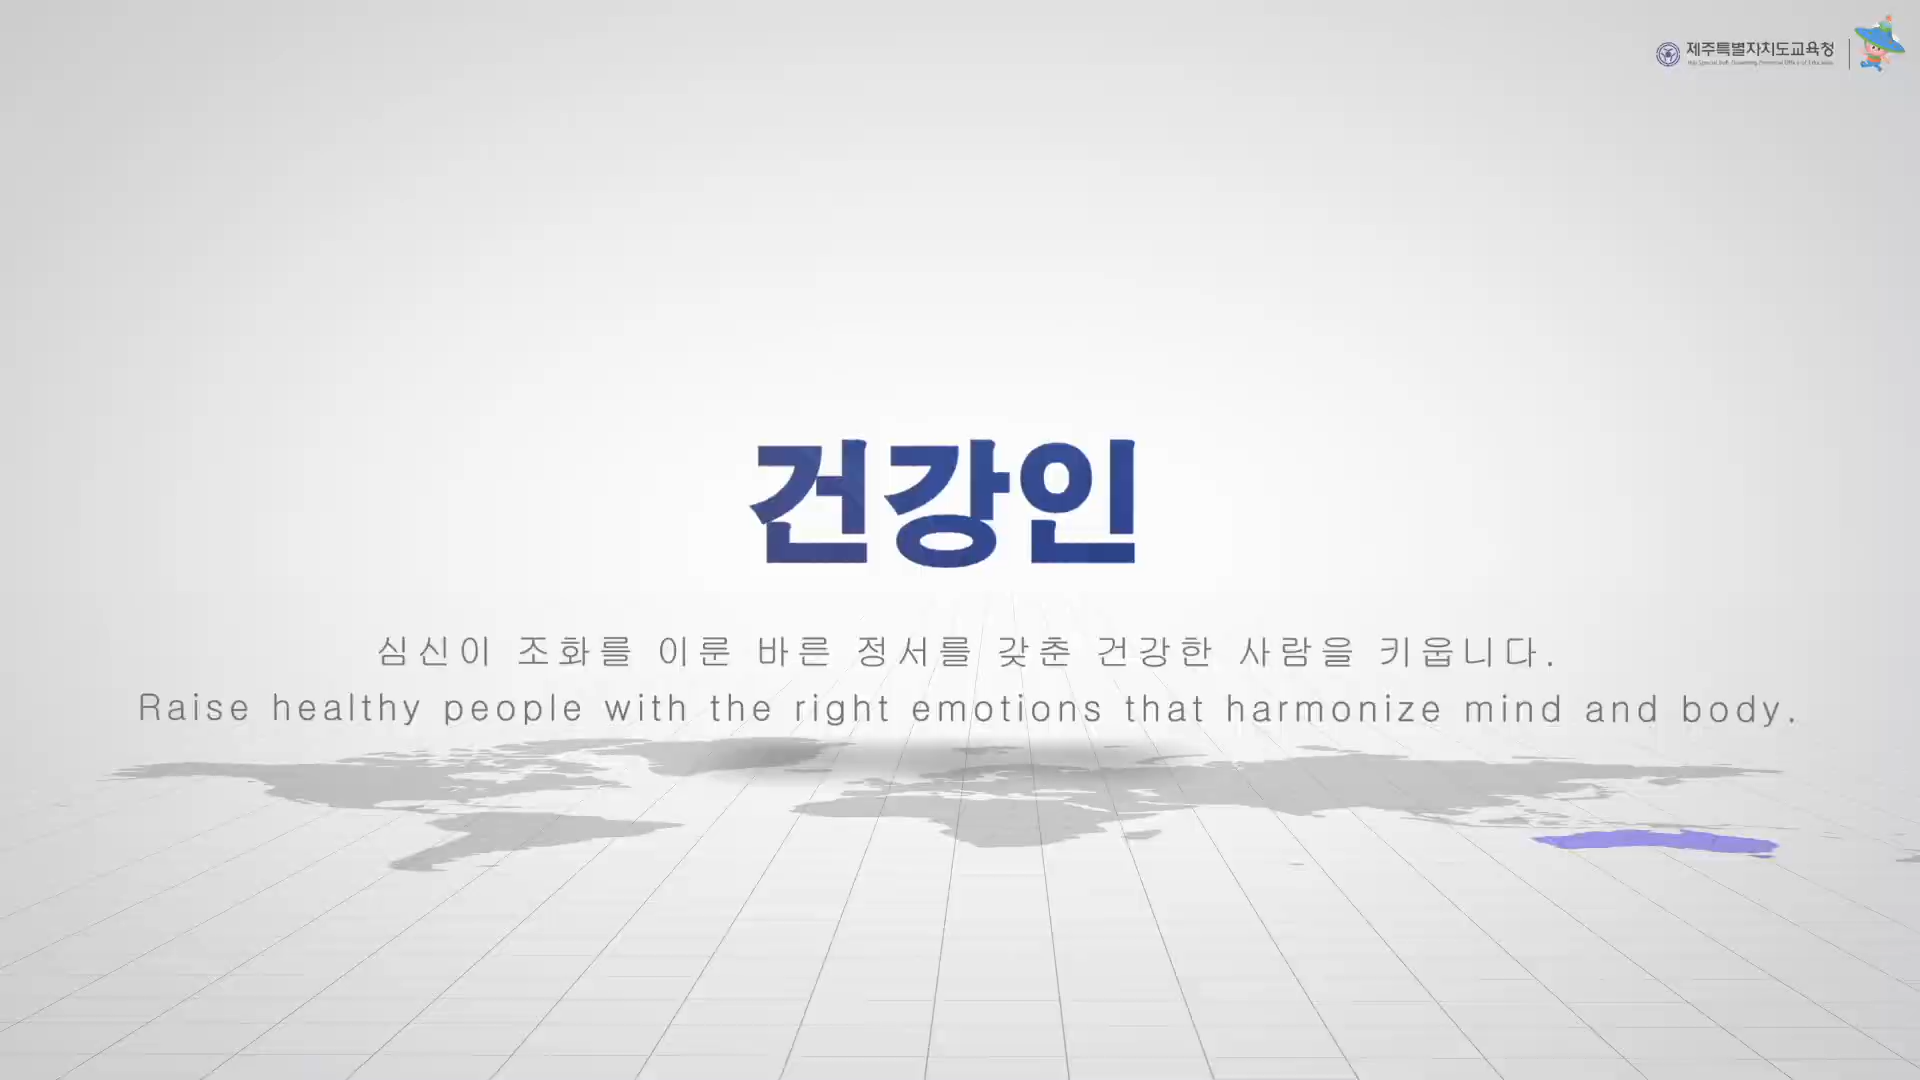 제주특별자치도교육청
건강인
심신이 조화를 이룬 바른 정서를 갖춘 건강한 사람을 키웁니다.
Raise healthy people with the right emotions that harmonize mind and body.